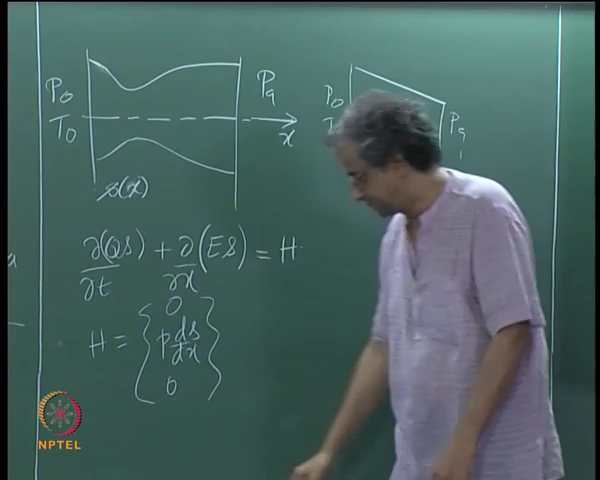 P₀ Pₐ
T₀ x
s(x)
∂(QS)/∂t + ∂/∂x (ES) = H
H = { 0
p ds/dx
0 }
P₀ Pₐ
NPTEL